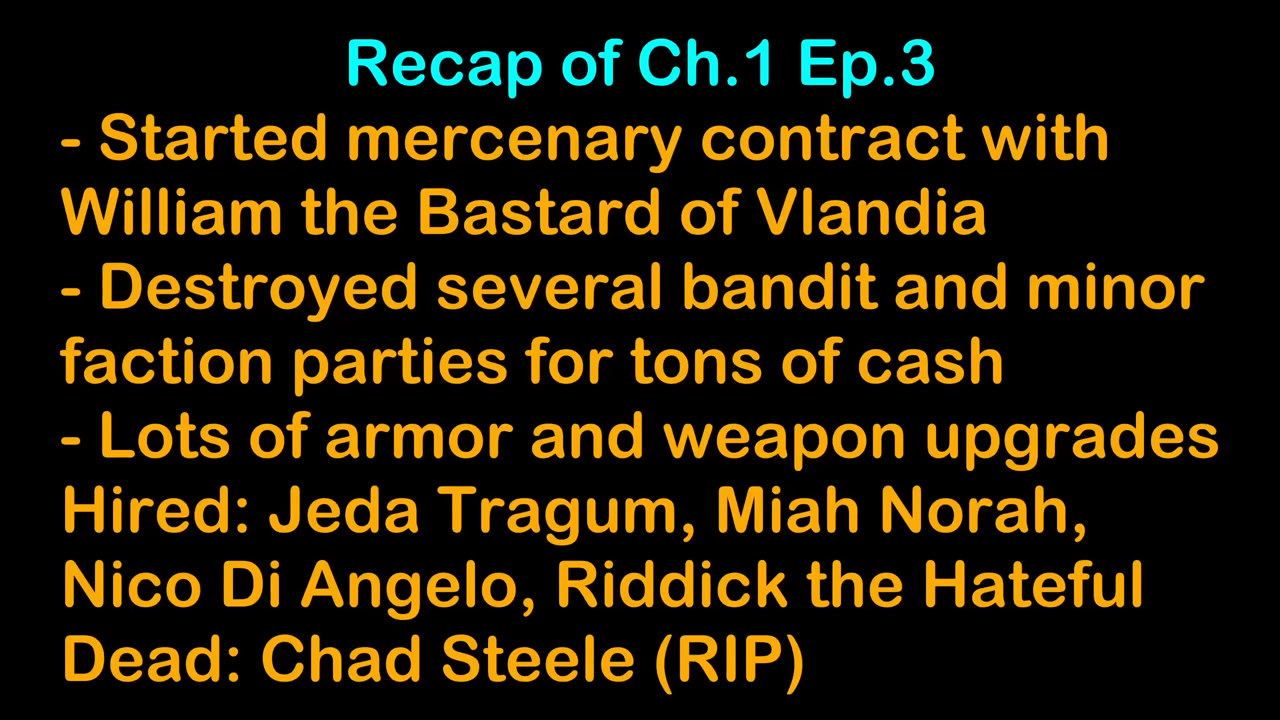 Recap of Ch.1 Ep.3
- Started mercenary contract with
William the Bastard of Vlandia
- Destroyed several bandit and minor
faction parties for tons of cash
- Lots of armor and weapon upgrades
Hired: Jeda Tragum, Miah Norah,
Nico Di Angelo, Riddick the Hateful
Dead: Chad Steele (RIP)